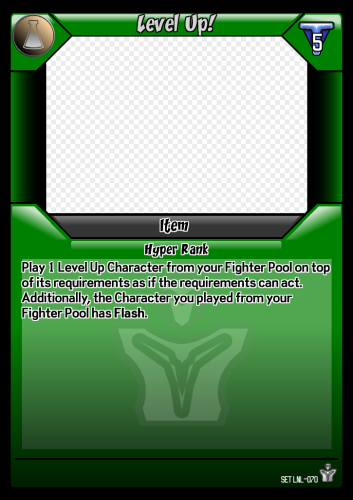 Level Up!
5
Item
Hyper Rank
Play 1 Level Up Character from your Fighter Pool on top
of its requirements as if the requirements can act.
Additionally, the Character you played from your
Fighter Pool has Flash.
SET LNL-070